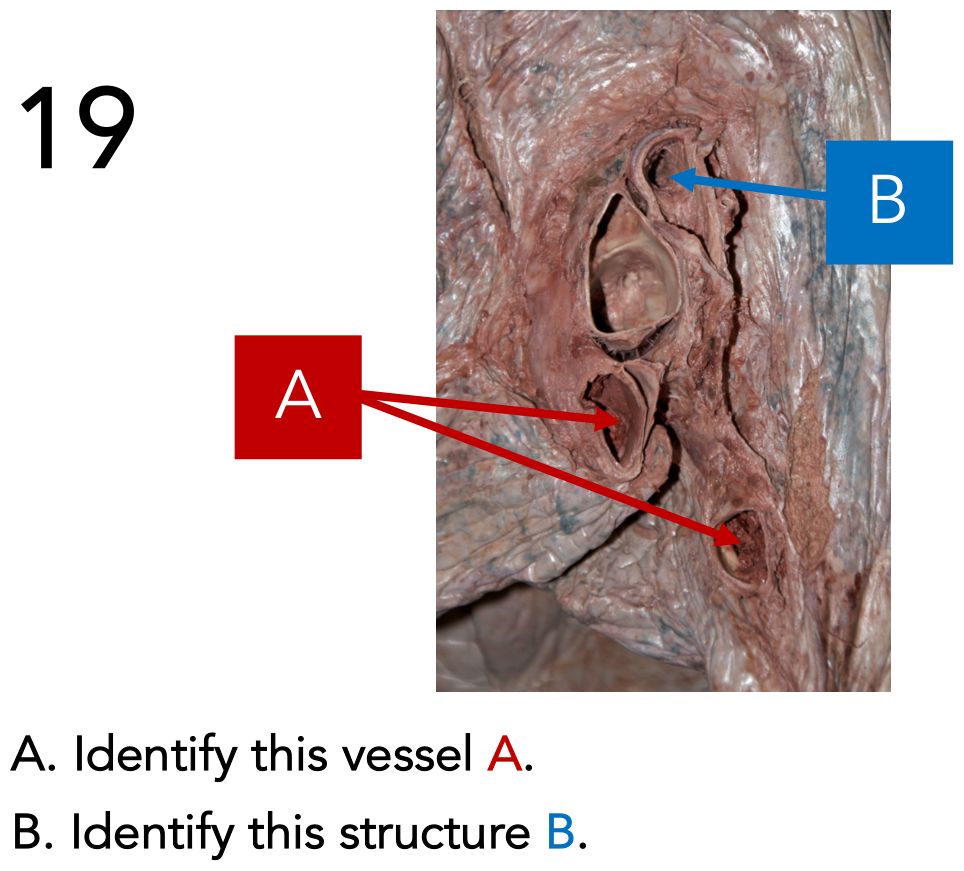 19
B
A
A. Identify this vessel A.
B. Identify this structure B.